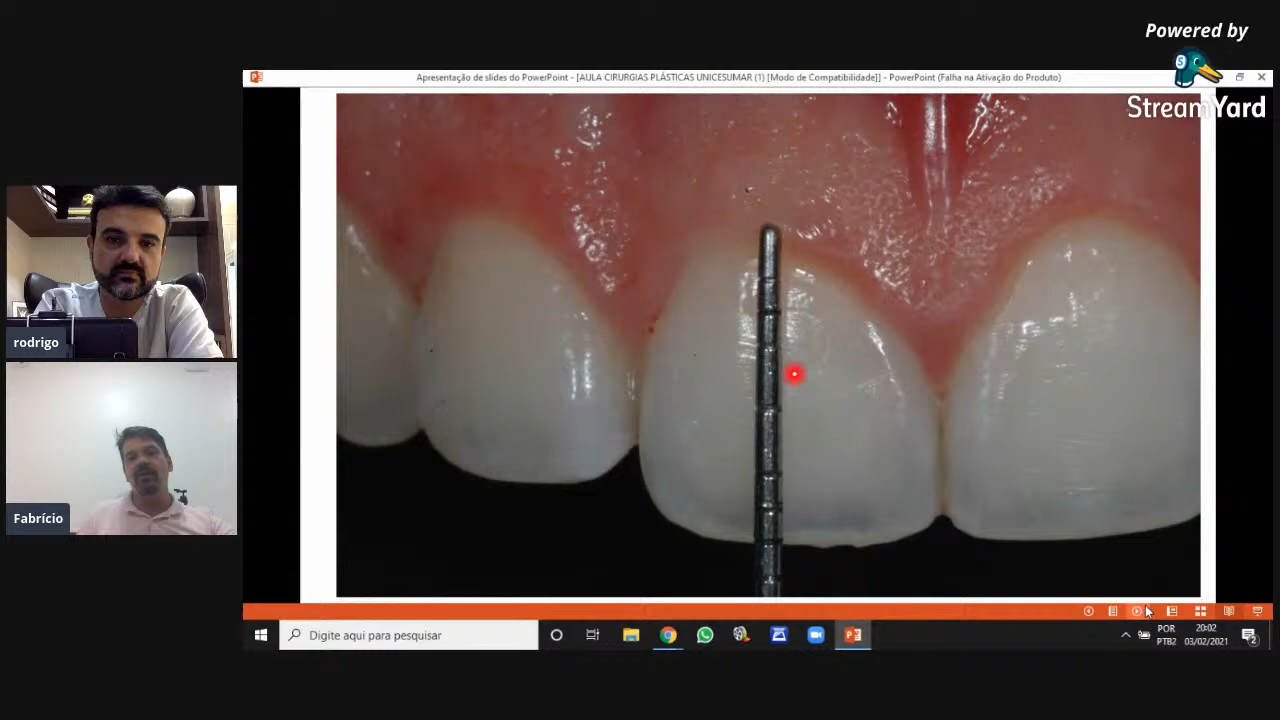 Powered by
StreamYard
Apresentação de slides do PowerPoint - [AULA CIRURGIAS PLÁSTICAS UNICESUMAR (1) [Modo de Compatibilidade]] - PowerPoint (Falha na Ativação do Produto)
rodrigo
Fabrício
Digite aqui para pesquisar
POR
PTB2
20:02
03/02/2021
2